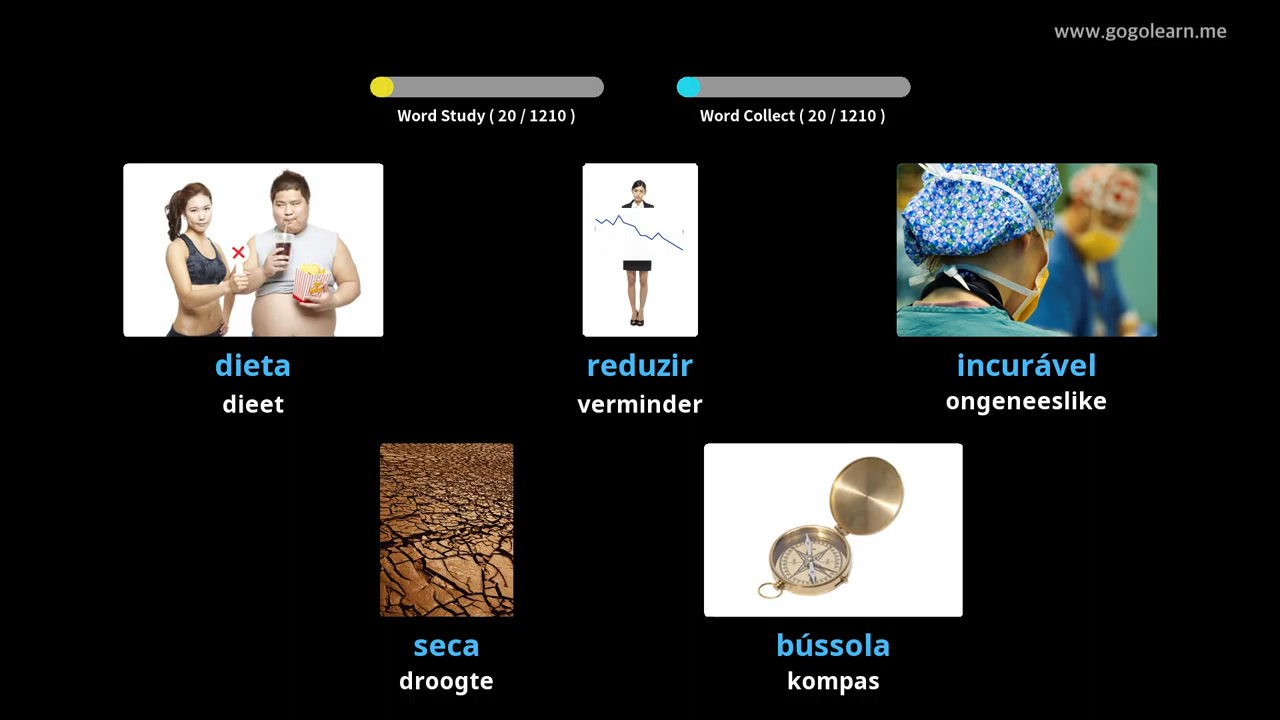 www.gogolearn.me
Word Study ( 20 / 1210 )
Word Collect ( 20 / 1210 )
dieta
dieet
reduzir
verminder
incurável
ongeneeslike
seca
droogte
bússola
kompas